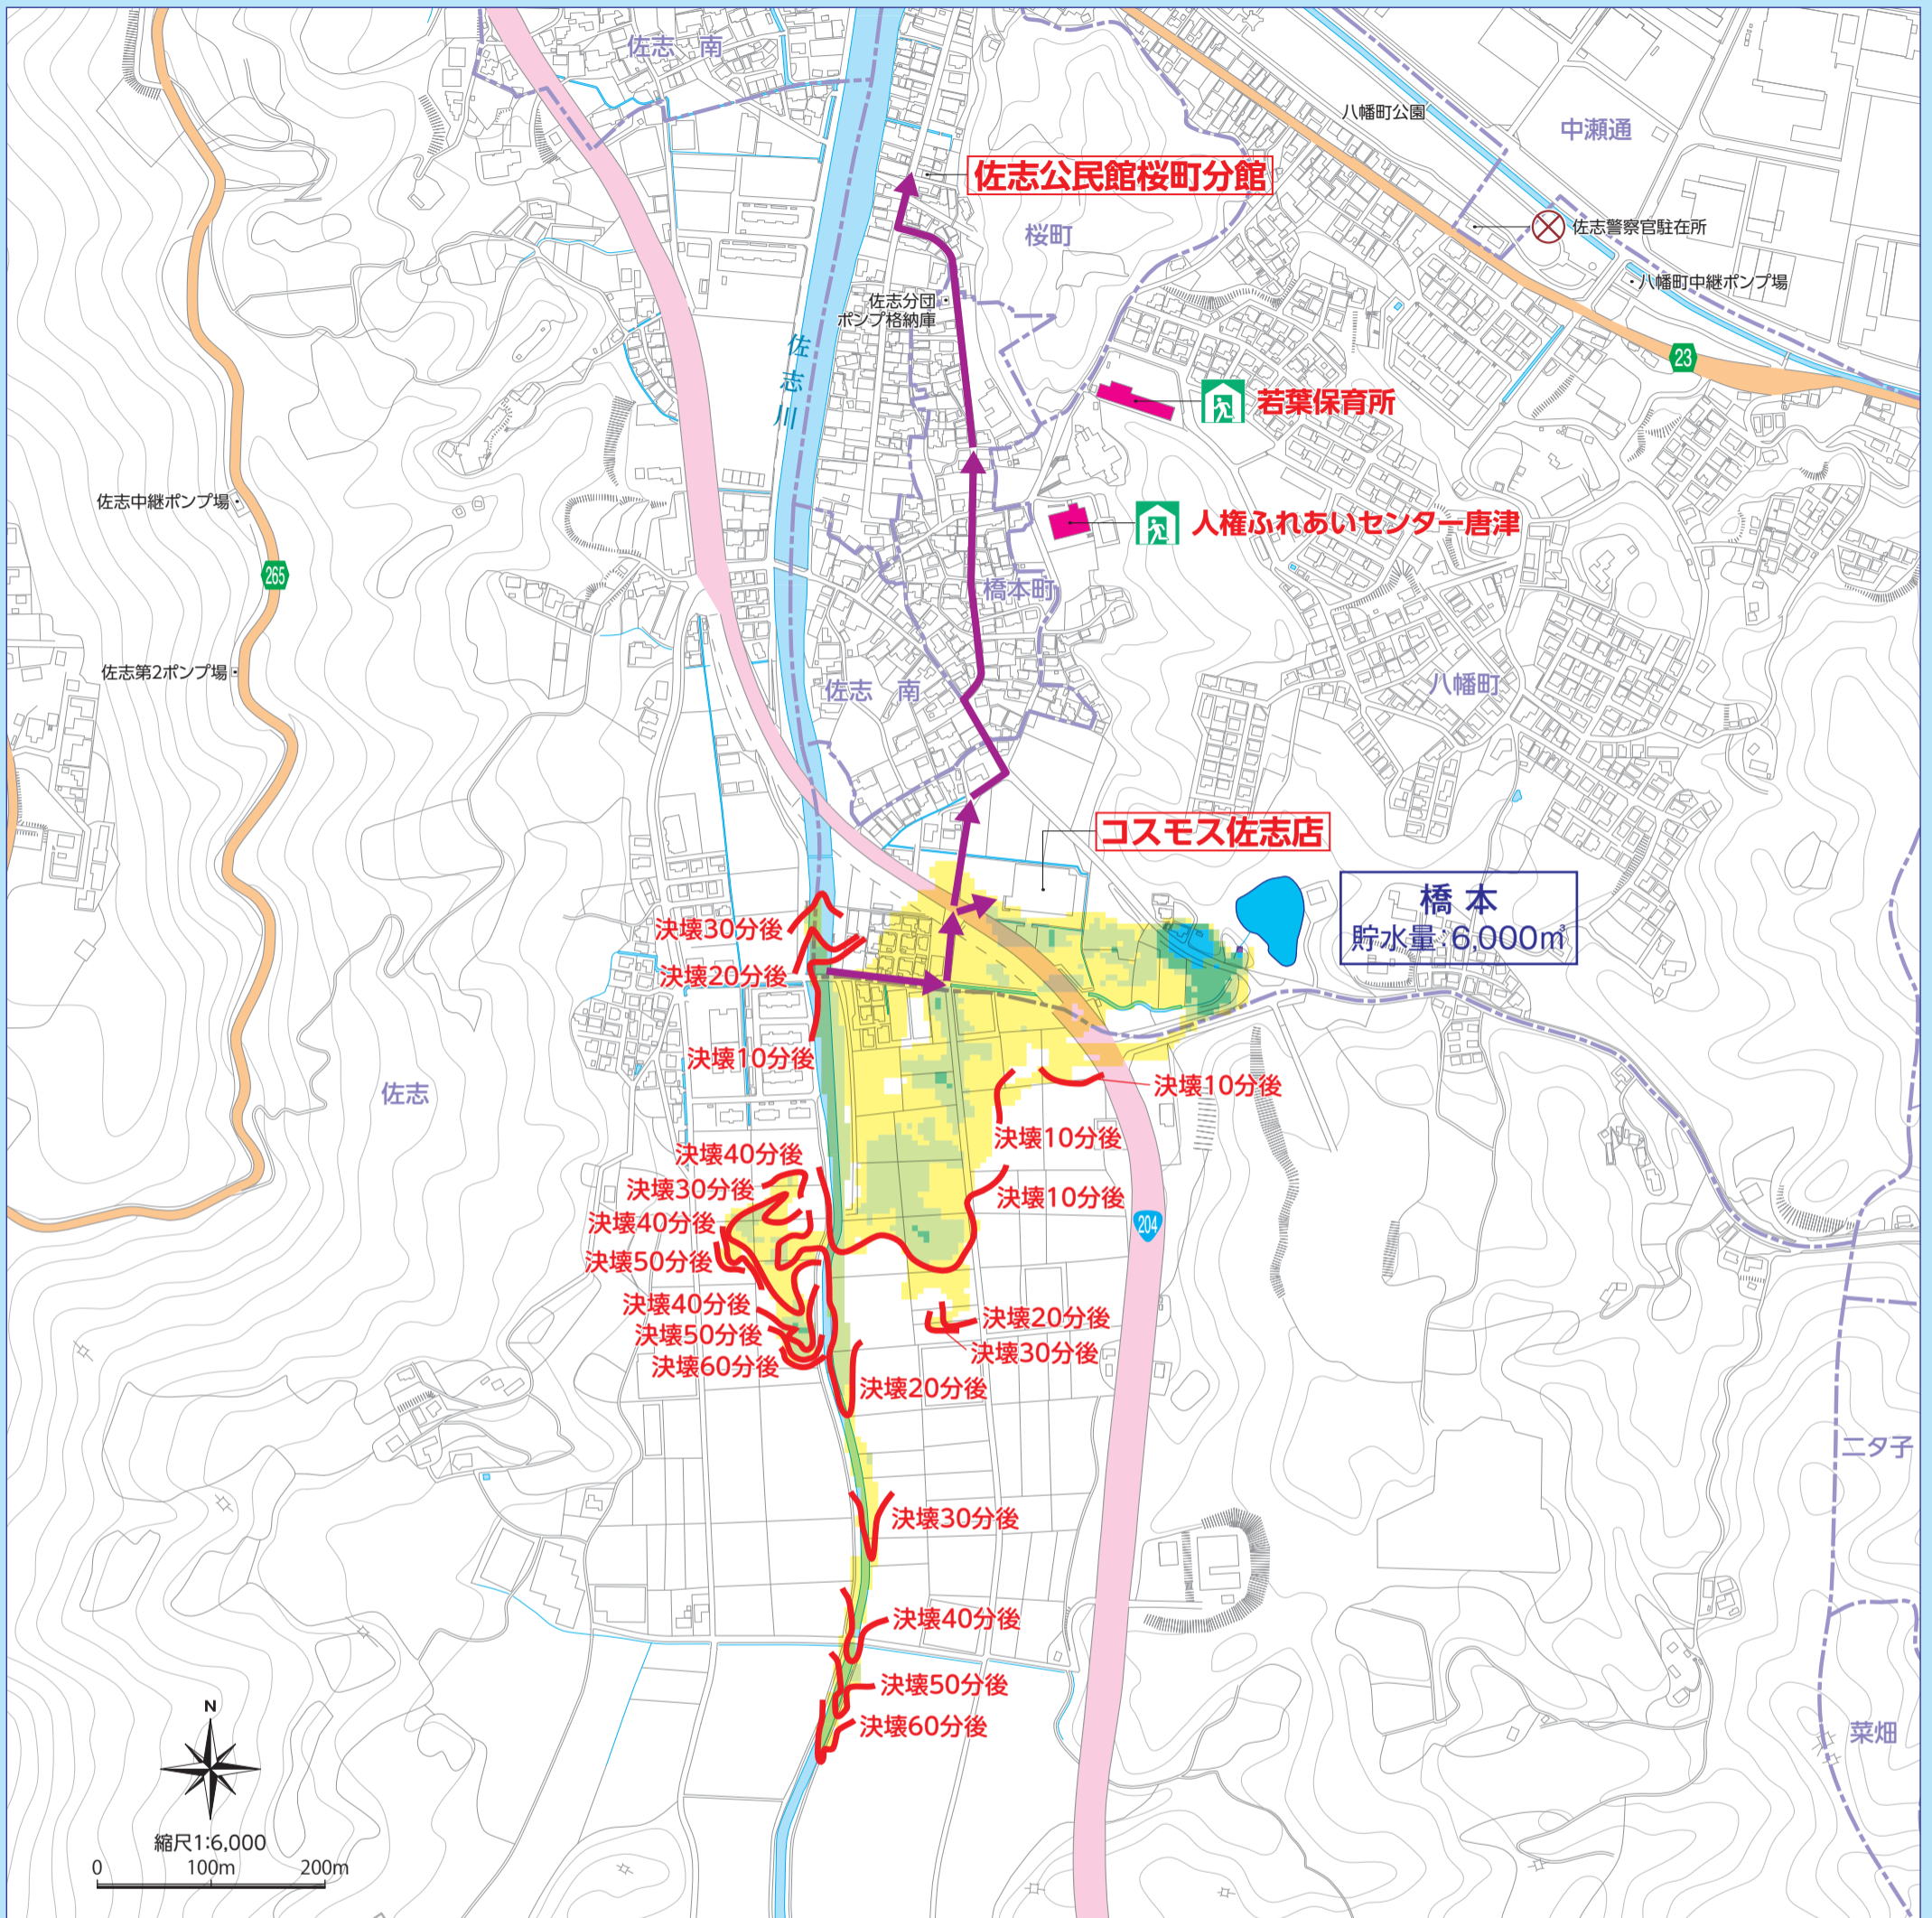 佐志 南
八幡町公園
中瀬通
佐志公民館桜町分館
桜町
佐志警察官駐在所
八幡町中継ポンプ場
佐志分団
ポンプ格納庫
佐志川
23
若葉保育所
佐志中継ポンプ場
人権ふれあいセンター唐津
265
橋本町
佐志第2ポンプ場
佐志 南
八幡町
コスモス佐志店
橋本
貯水量:6,000㎥
決壊30分後
決壊20分後
決壊10分後
決壊10分後
佐志
決壊10分後
決壊40分後
決壊30分後
決壊10分後
決壊40分後
204
決壊50分後
決壊40分後
決壊20分後
決壊50分後
決壊30分後
決壊60分後
決壊20分後
二タ子
決壊30分後
決壊40分後
決壊50分後
決壊60分後
菜畑
N
縮尺1:6,000
0 100m 200m